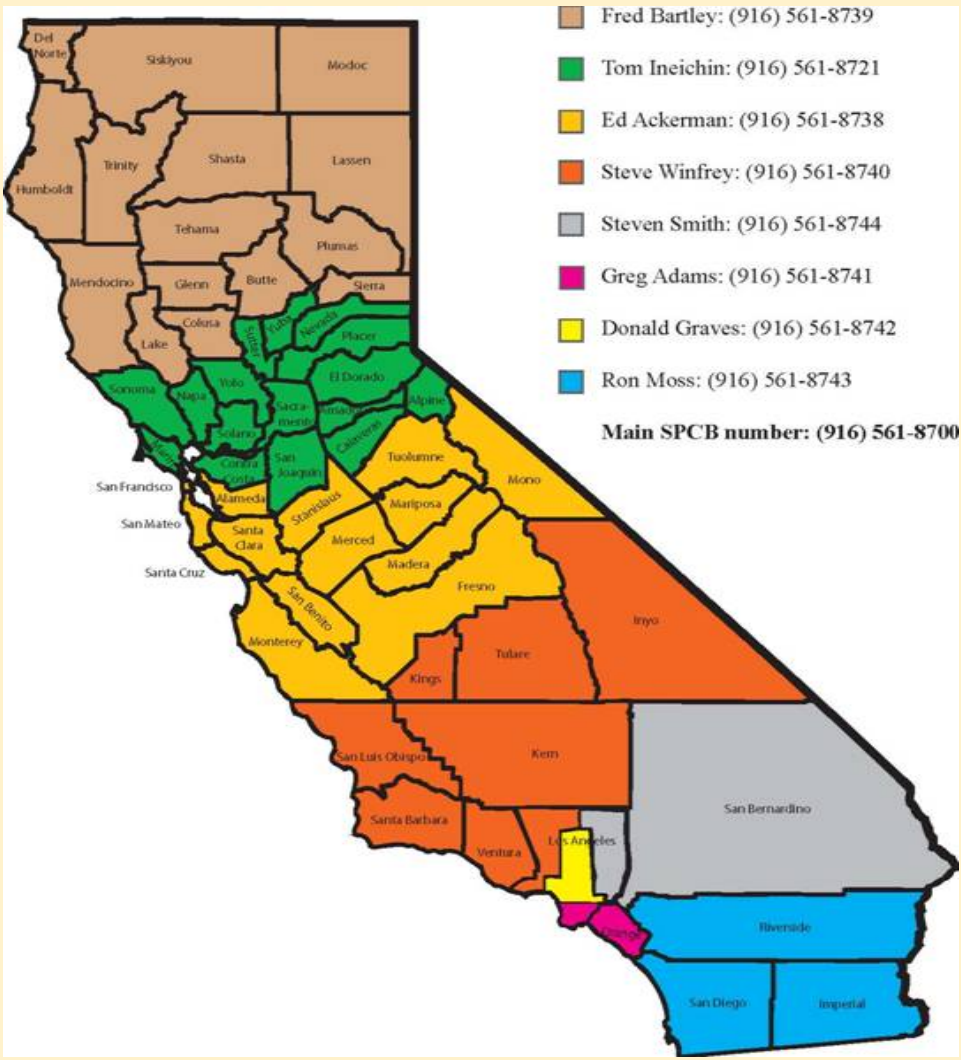 Fred Bartley: (916) 561-8739
Tom Ineichin: (916) 561-8721
Ed Ackerman: (916) 561-8738
Steve Winfrey: (916) 561-8740
Steven Smith: (916) 561-8744
Greg Adams: (916) 561-8741
Donald Graves: (916) 561-8742
Ron Moss: (916) 561-8743
Main SPCB number: (916) 561-8700
Del
Norte
Siskiyou
Modoc
Humboldt
Trinity
Shasta
Lassen
Tehama
Plumas
Mendocino
Glenn
Butte
Sierra
Lake
Colusa
Sutter
Yuba
Nevada
Placer
Sonoma
Napa
Yolo
El Dorado
Sacra-
mento
Amador
Alpine
Solano
Calaveras
Marin
Contra
Costa
San
Joaquin
Tuolumne
Mono
San Francisco
Alameda
Stanislaus
Mariposa
San Mateo
Santa
Clara
Merced
Madera
Santa Cruz
San Benito
Fresno
Monterey
Kings
Tulare
Inyo
San Luis Obispo
Kern
Santa Barbara
Ventura
Los Angeles
San Bernardino
Orange
Riverside
San Diego
Imperial